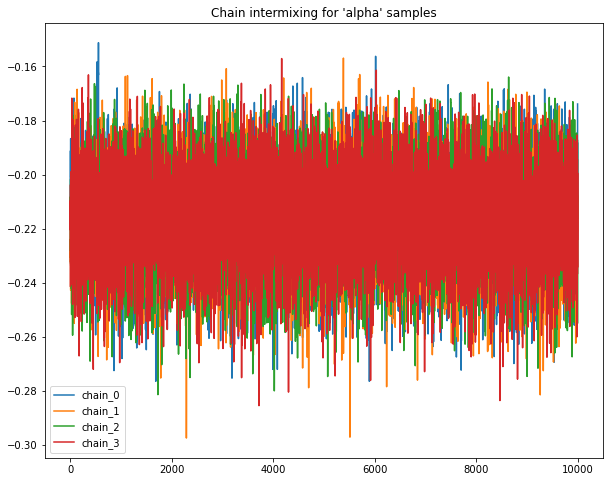 Chain intermixing for 'alpha' samples
−0.16
−0.18
−0.20
−0.22
−0.24
−0.26
−0.28
−0.30
chain_0
chain_1
chain_2
chain_3
0 2000 4000 6000 8000 10000